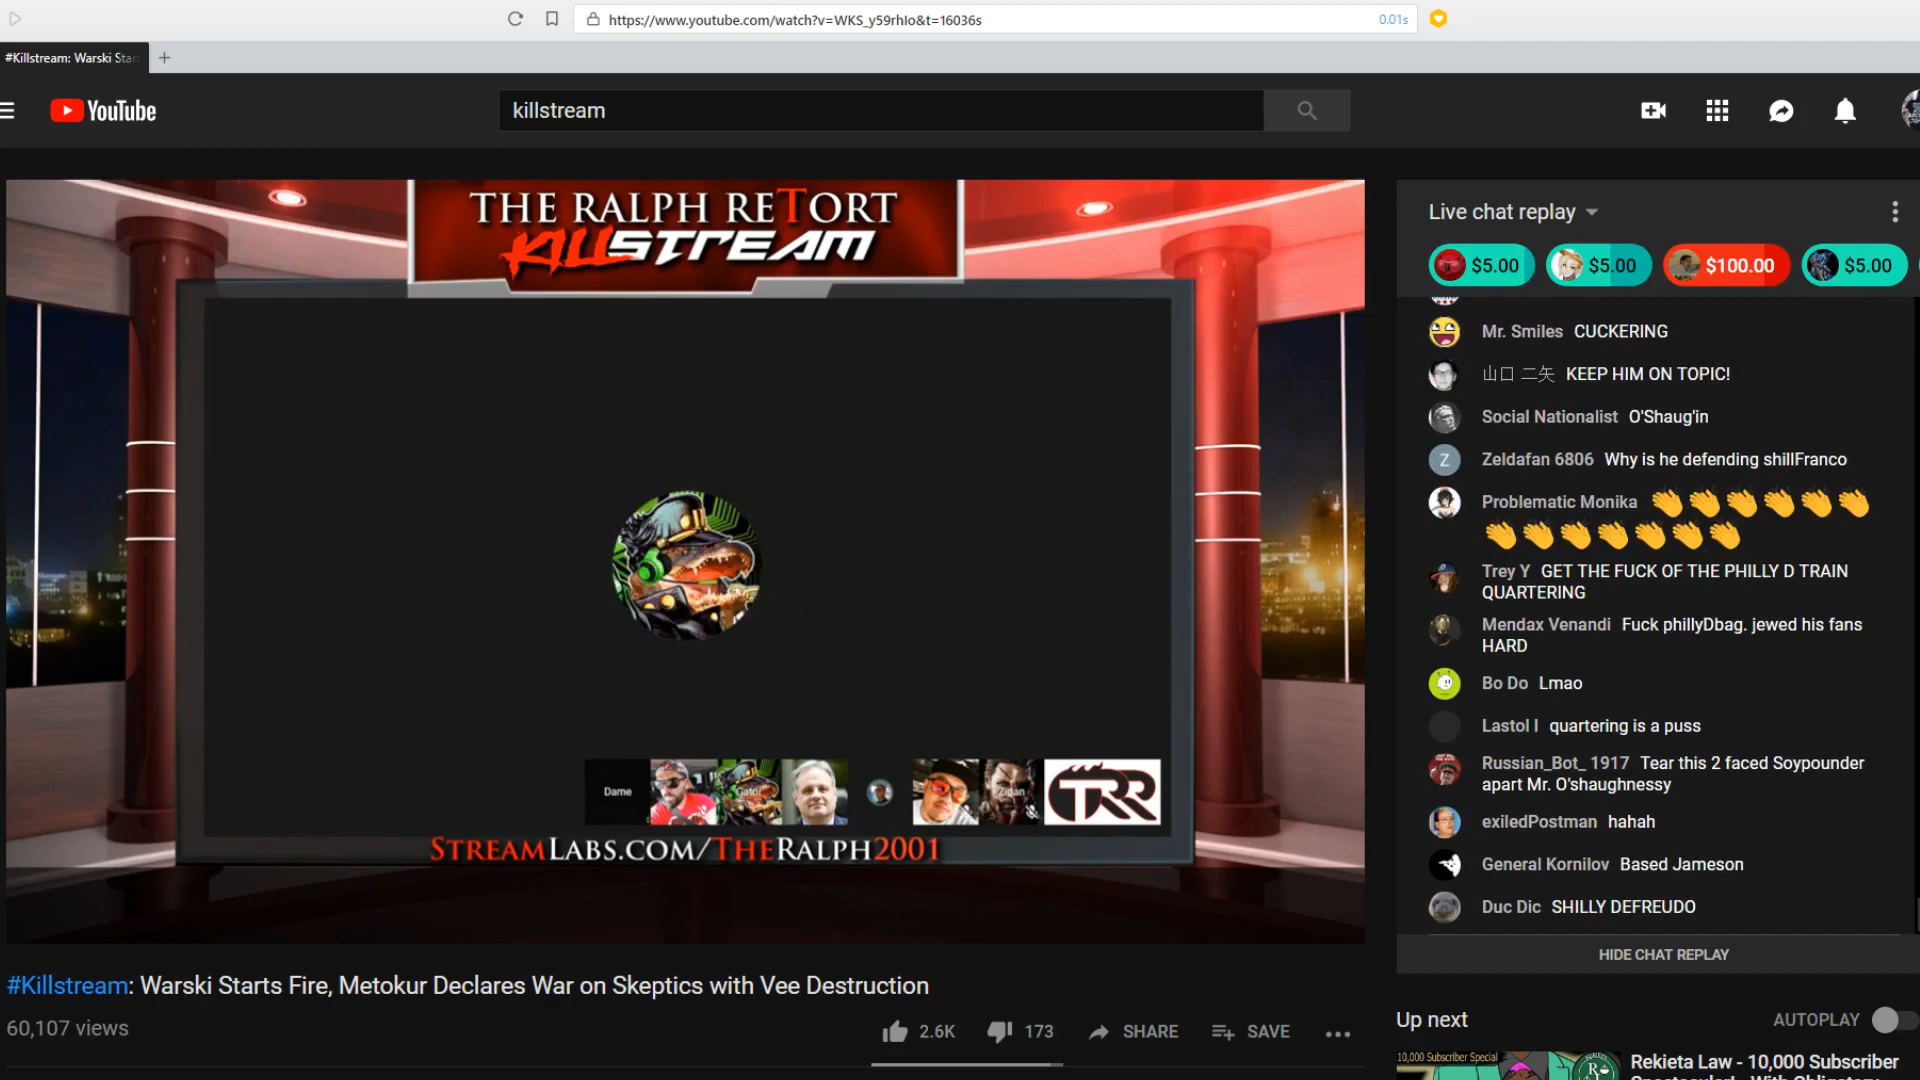 https://www.youtube.com/watch?v=WKS_y59rhIo&t=16036s
0.01s
#Killstream: Warski Star
YouTube
killstream
THE RALPH RETORT
KILLSTREAM
Dame
Gator
Zidan
TRR
STREAMLABS.COM/THERALPH2001
#Killstream: Warski Starts Fire, Metokur Declares War on Skeptics with Vee Destruction
60,107 views
2.6K
173
SHARE
SAVE
Live chat replay
$5.00
$5.00
$100.00
$5.00
Mr. Smiles CUCKERING
山口 二矢 KEEP HIM ON TOPIC!
Social Nationalist O'Shaug'in
Zeldafan 6806 Why is he defending shillFranco
Z
Problematic Monika 👏👏👏👏👏👏
👏👏👏👏👏👏👏
Trey Y GET THE FUCK OF THE PHILLY D TRAIN
QUARTERING
Mendax Venandi Fuck phillyDbag. jewed his fans
HARD
Bo Do Lmao
Lastol I quartering is a puss
Russian_Bot_ 1917 Tear this 2 faced Soypounder
apart Mr. O'shaughnessy
exiledPostman hahah
General Kornilov Based Jameson
Duc Dic SHILLY DEFREUDO
HIDE CHAT REPLAY
Up next
AUTOPLAY
10,000 Subscriber Special
Rekieta Law - 10,000 Subscriber